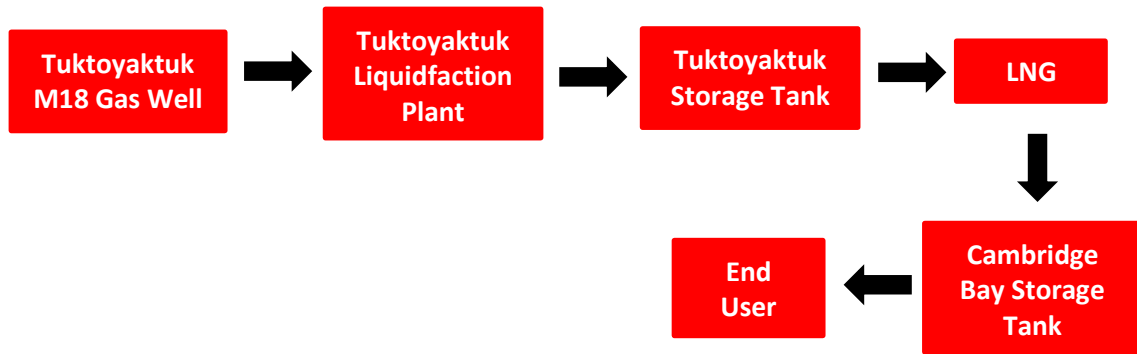 Tuktoyaktuk
M18 Gas Well
Tuktoyaktuk
Liquidfaction
Plant
Tuktoyaktuk
Storage Tank
LNG
Cambridge
Bay Storage
Tank
End
User